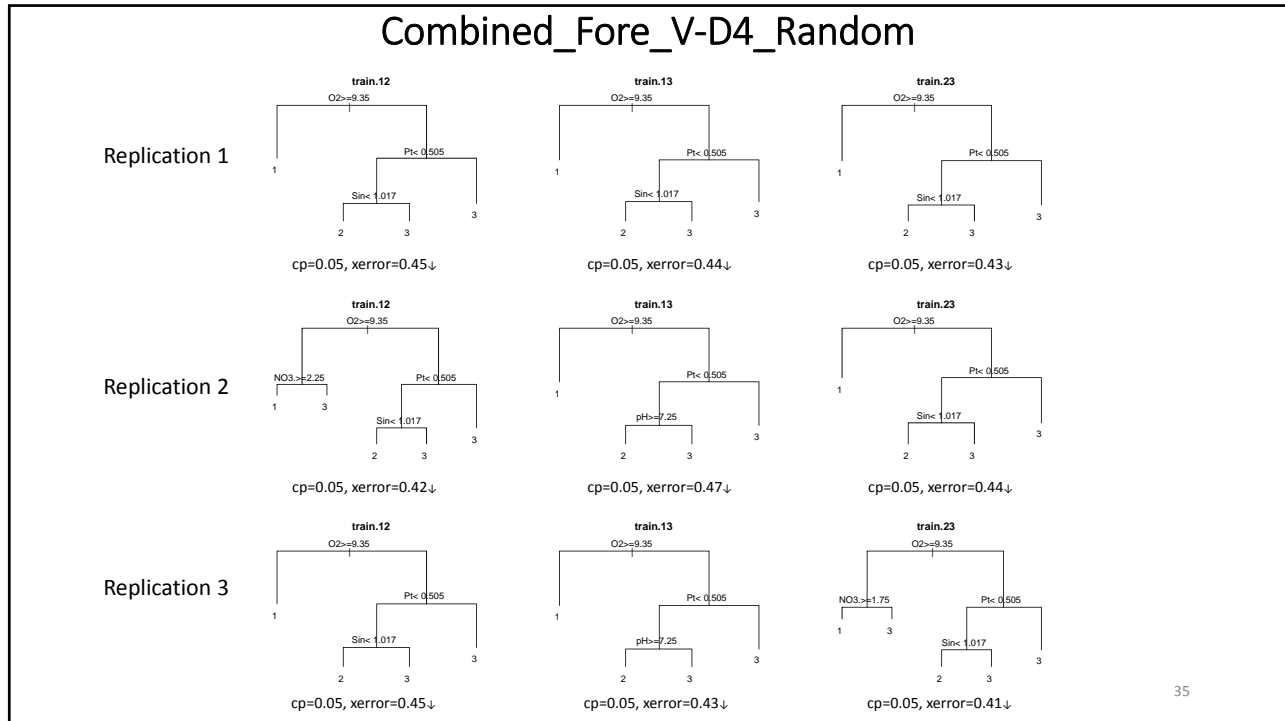 Combined_Fore_V-D4_Random
Replication 1
train.12
O2>=9.35
Pt< 0.505
1
Sin< 1.017
3
2 3
cp=0.05, xerror=0.45↓
train.13
O2>=9.35
Pt< 0.505
1
Sin< 1.017
3
2 3
cp=0.05, xerror=0.44↓
train.23
O2>=9.35
Pt< 0.505
1
Sin< 1.017
3
2 3
cp=0.05, xerror=0.43↓
Replication 2
train.12
O2>=9.35
NO3.>=2.25 Pt< 0.505
1 3
Sin< 1.017
3
2 3
cp=0.05, xerror=0.42↓
train.13
O2>=9.35
Pt< 0.505
1
pH>=7.25
3
2 3
cp=0.05, xerror=0.47↓
train.23
O2>=9.35
Pt< 0.505
1
Sin< 1.017
3
2 3
cp=0.05, xerror=0.44↓
Replication 3
train.12
O2>=9.35
Pt< 0.505
1
Sin< 1.017
3
2 3
cp=0.05, xerror=0.45↓
train.13
O2>=9.35
Pt< 0.505
1
pH>=7.25
3
2 3
cp=0.05, xerror=0.43↓
train.23
O2>=9.35
NO3.>=1.75 Pt< 0.505
1 3
Sin< 1.017
3
2 3
cp=0.05, xerror=0.41↓
35